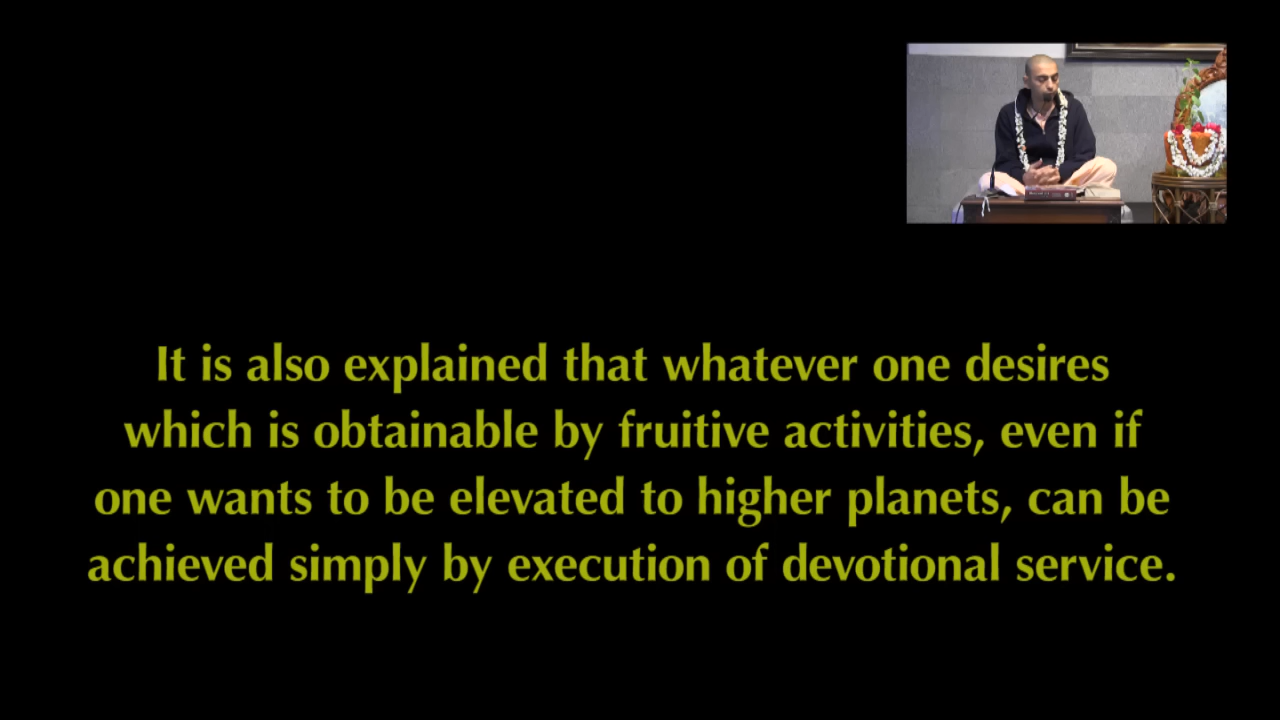 It is also explained that whatever one desires
which is obtainable by fruitive activities, even if
one wants to be elevated to higher planets, can be
achieved simply by execution of devotional service.